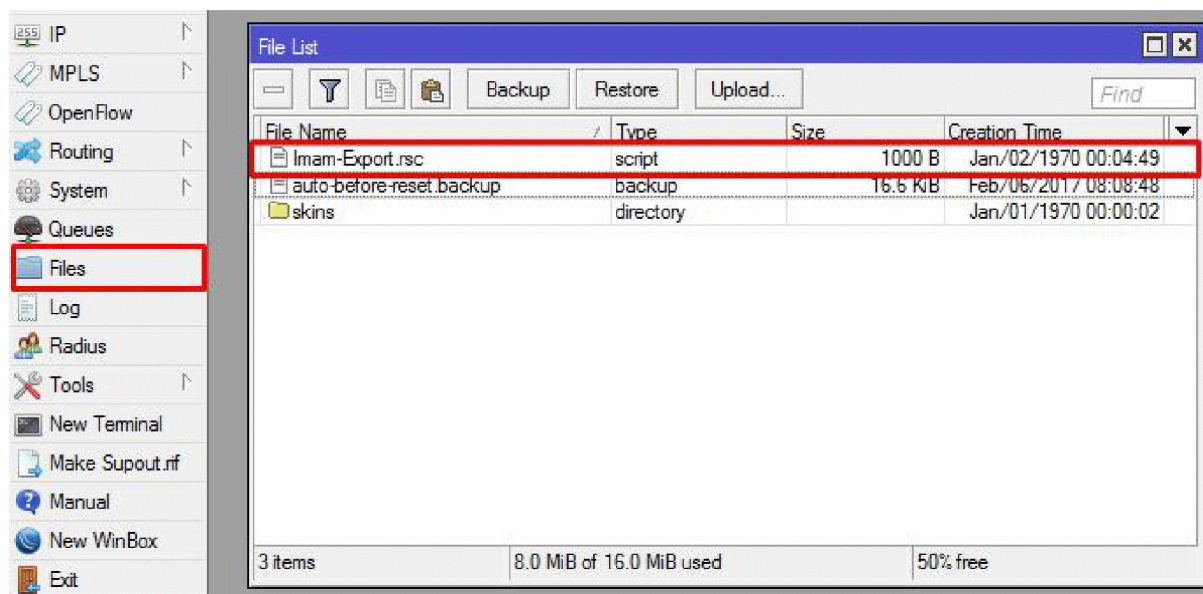 IP
MPLS
OpenFlow
Routing
System
Queues
Files
Log
Radius
Tools
New Terminal
Make Supout.rif
Manual
New WinBox
Exit
File List
Backup Restore Upload... Find
File Name / Type Size Creation Time
Imam-Export.rsc script 1000 B Jan/02/1970 00:04:49
auto-before-reset.backup backup 16.6 KiB Feb/06/2017 08:08:48
skins directory Jan/01/1970 00:00:02
3 items 8.0 MiB of 16.0 MiB used 50% free